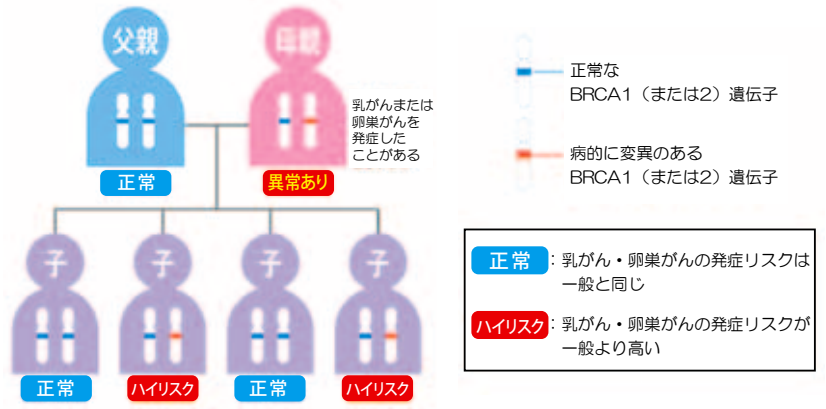 父親
母親
乳がんまたは
卵巣がんを
発症した
ことがある
正常
異常あり
子
子
子
子
正常
ハイリスク
正常
ハイリスク
正常な
BRCA1（または2）遺伝子
病的に変異のある
BRCA1（または2）遺伝子
正常：乳がん・卵巣がんの発症リスクは
一般と同じ
ハイリスク：乳がん・卵巣がんの発症リスクが
一般より高い